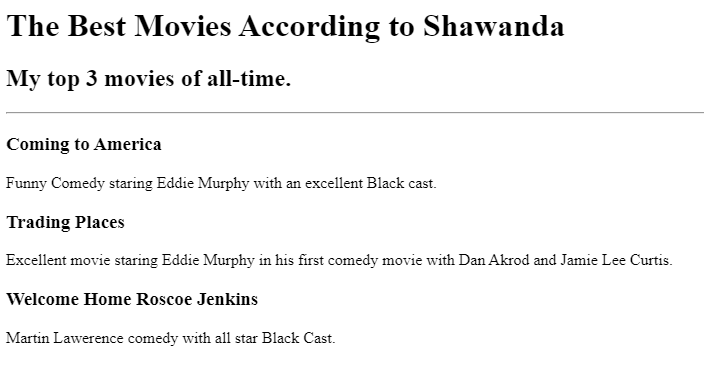 The Best Movies According to Shawanda
My top 3 movies of all-time.
Coming to America
Funny Comedy staring Eddie Murphy with an excellent Black cast.
Trading Places
Excellent movie staring Eddie Murphy in his first comedy movie with Dan Akrod and Jamie Lee Curtis.
Welcome Home Roscoe Jenkins
Martin Lawerence comedy with all star Black Cast.